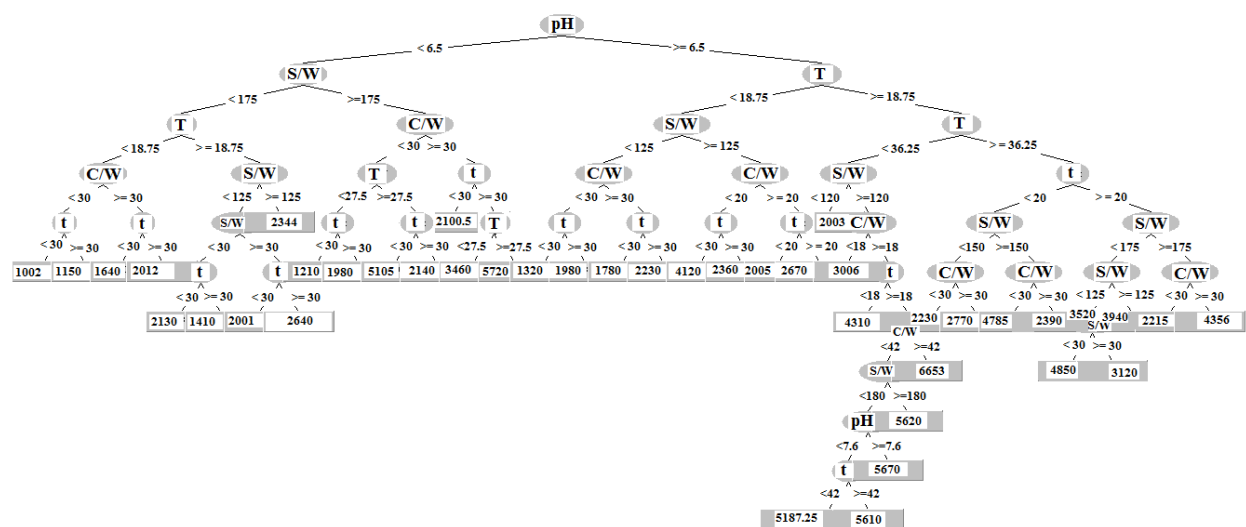 pH
< 6.5 >= 6.5
S/W T
< 175 >=175 < 18.75 >= 18.75
T C/W S/W T
< 18.75 >= 18.75 < 30 >= 30 < 125 >= 125 < 36.25 >= 36.25
C/W S/W T t C/W C/W S/W t
< 30 >= 30 <125 >=125 <27.5 >=27.5 < 30 >= 30 < 30 >= 30 < 20 >= 20 <120 >=120 < 20 >= 20
t t S/W 2344 t t 2100.5 T t t t t 2003 C/W S/W S/W
< 30 >= 30 < 30 >= 30 < 30 >= 30 < 30 >= 30 < 30 >= 30 <27.5 >=27.5 < 30 >= 30 < 30 >= 30 < 30 >= 30 < 20 >= 20 <18 >=18 <150 >=150 <175 >=175
1002 1150 1640 2012 t t 1210 1980 5105 2140 3460 5720 1320 1980 1780 2230 4120 2360 2005 2670 3006 t C/W C/W S/W C/W
< 30 >= 30 < 30 >= 30 <18 >=18 < 30 >= 30 < 30 >= 30 < 125 >= 125 < 30 >= 30
2130 1410 2001 2640 4310 2230 2770 4785 2390 3520 3940 2215 4356
C/W S/W
<42 >=42 < 30 >= 30
S/W 6653 4850 3120
<180 >=180
pH 5620
<7.6 >=7.6
t 5670
<42 >=42
5187.25 5610